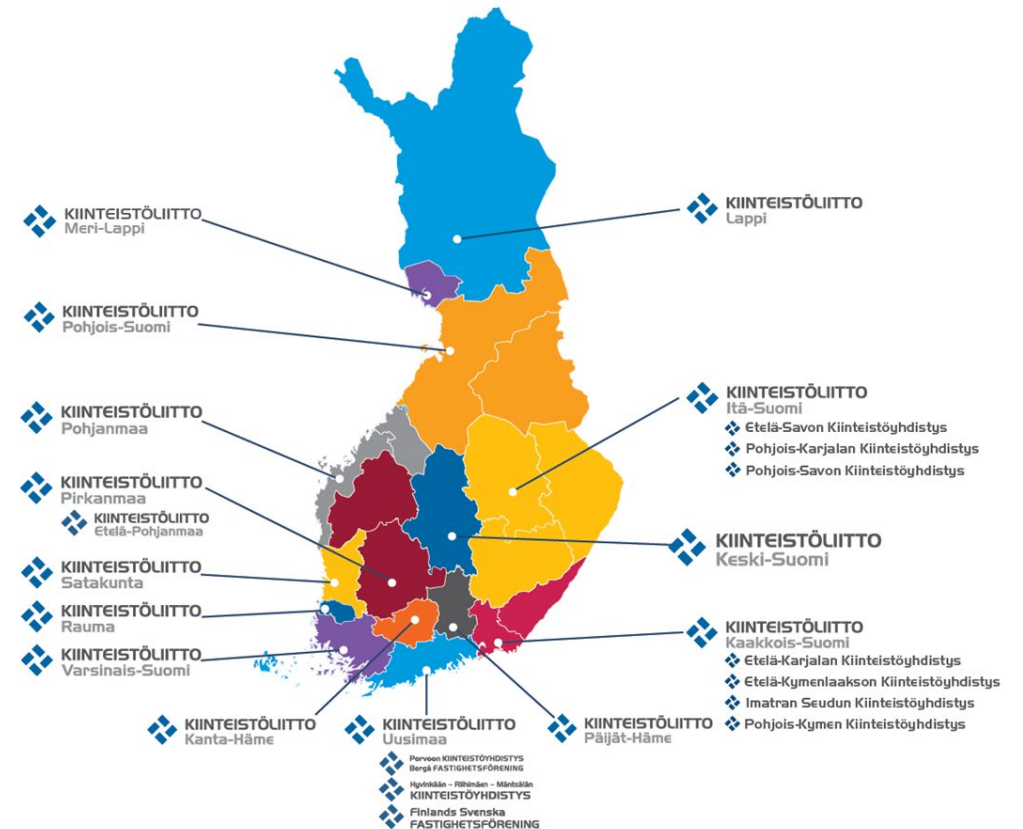 KIINTEISTÖLIITTO
Lappi
KIINTEISTÖLIITTO
Meri-Lappi
KIINTEISTÖLIITTO
Pohjois-Suomi
KIINTEISTÖLIITTO
Itä-Suomi
Etelä-Savon Kiinteistöyhdistys
Pohjois-Karjalan Kiinteistöyhdistys
Pohjois-Savon Kiinteistöyhdistys
KIINTEISTÖLIITTO
Pohjanmaa
KIINTEISTÖLIITTO
Pirkanmaa
KIINTEISTÖLIITTO
Etelä-Pohjanmaa
KIINTEISTÖLIITTO
Keski-Suomi
KIINTEISTÖLIITTO
Satakunta
KIINTEISTÖLIITTO
Rauma
KIINTEISTÖLIITTO
Varsinais-Suomi
KIINTEISTÖLIITTO
Kaakkois-Suomi
Etelä-Karjalan Kiinteistöyhdistys
Etelä-Kymenlaakson Kiinteistöyhdistys
Imatran Seudun Kiinteistöyhdistys
Pohjois-Kymen Kiinteistöyhdistys
KIINTEISTÖLIITTO
Kanta-Häme
KIINTEISTÖLIITTO
Uusimaa
Porvoon KIINTEISTÖYHDISTYS
Borgå FASTIGHETSFÖRENING
Hyvinkään – Riihimäen – Mäntsälän
KIINTEISTÖYHDISTYS
Finlands Svenska
FASTIGHETSFÖRENING
KIINTEISTÖLIITTO
Päijät-Häme